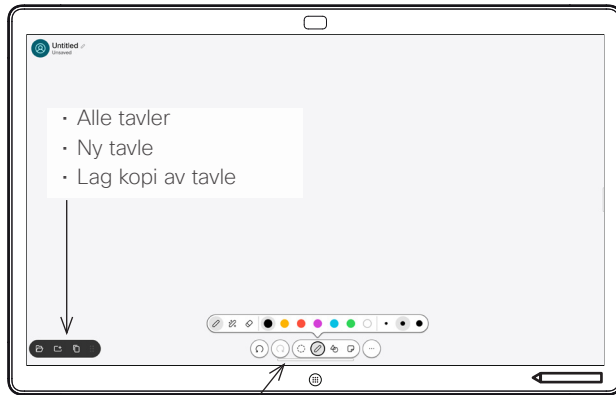 Untitled
Unsaved
· Alle tavler
· Ny tavle
· Lag kopi av tavle